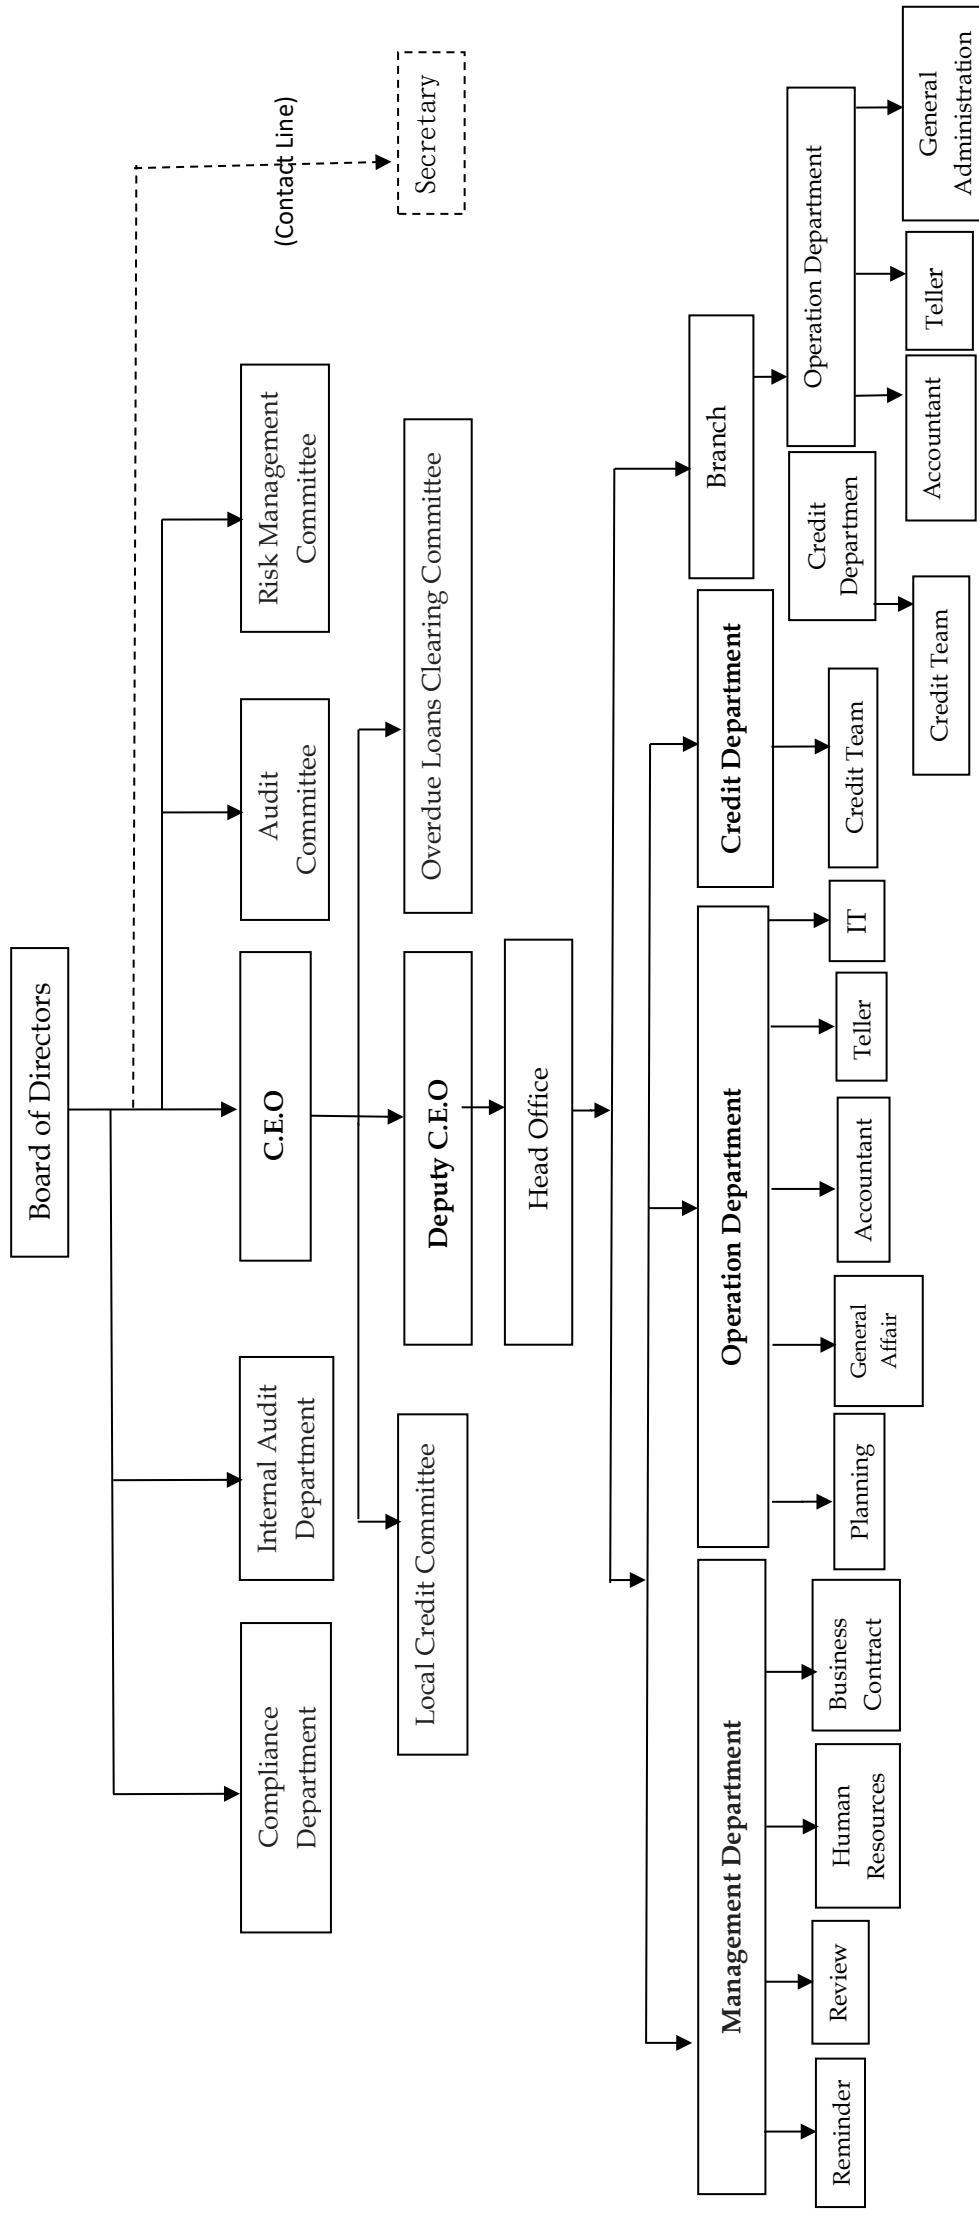 Board of Directors
(Contact Line)
Compliance
Department
Internal Audit
Department
C.E.O
Audit
Committee
Risk Management
Committee
Local Credit Committee
Deputy C.E.O
Overdue Loans Clearing Committee
Secretary
Head Office
Management Department
Operation Department
Credit Department
Branch
Reminder
Review
Human
Resources
Business
Contract
Planning
General
Affair
Accountant
Teller
IT
Credit Team
Credit
Departmen
Operation Department
Credit Team
Accountant
Teller
General
Administration